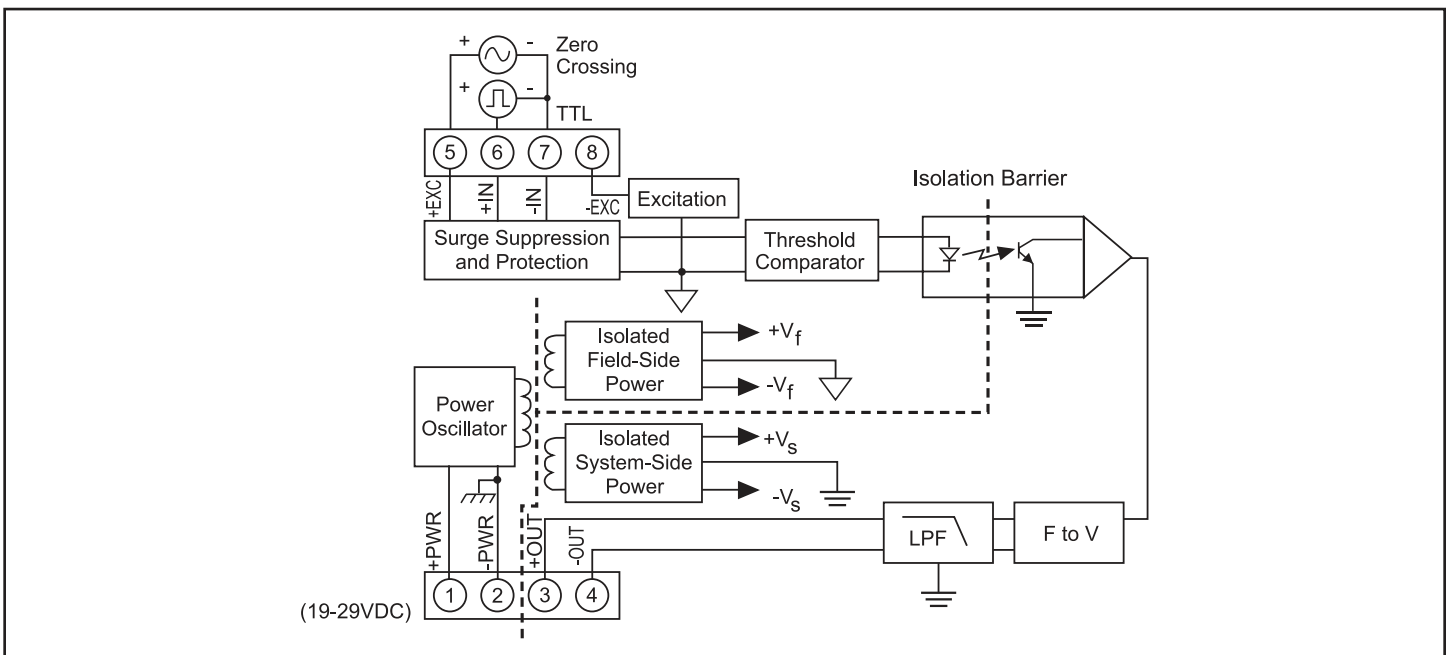 + - Zero
Crossing
+ -
TTL
5 6 7 8
+EXC +IN -IN -EXC
Excitation
Isolation Barrier
Surge Suppression
and Protection
Threshold
Comparator
Isolated
Field-Side
Power
+Vf
-Vf
Power
Oscillator
Isolated
System-Side
Power
+Vs
-Vs
+PWR -PWR +OUT -OUT
LPF
F to V
1 2 3 4
(19-29VDC)